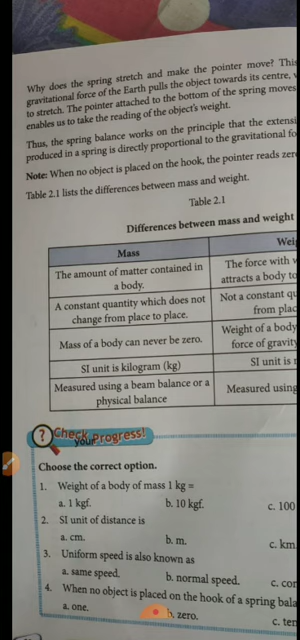 Why does the spring stretch and make the pointer move? This
gravitational force of the Earth pulls the object towards its centre,
to stretch. The pointer attached to the bottom of the spring moves
enables us to take the reading of the object's weight.
Thus, the spring balance works on the principle that the
produced in a spring is directly proportional to the gravitational
Note: When no object is placed on the hook, the pointer reads
Table 2.1 lists the differences between mass and weight.
Table 2.1
Differences between mass and weight
Mass
The amount of matter contained in
a body.
The force with
attracts a body to
A constant quantity which does not
change from place to place.
Not a constant
from
Mass of a body can never be zero.
Weight of a body
force of
SI unit is kilogram (kg)
SI unit is
Measured using a beam balance or a
physical balance
Measured using
? Check your Progress!
Choose the correct option.
1. Weight of a body of mass 1 kg =
a. 1 kgf. b. 10 kgf. c. 100
2. SI unit of distance is
a. cm. b. m. c. km
3. Uniform speed is also known as
a. same speed. b. normal speed. c.
4. When no object is placed on the hook of a spring
a. one. b. zero. c.